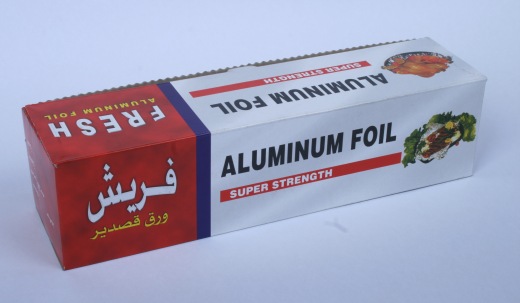 SUPER STRENGTH
ALUMINUM FOIL
FRESH
ALUMINUM FOIL
فريش
ورق قصدير
ALUMINUM FOIL
SUPER STRENGTH